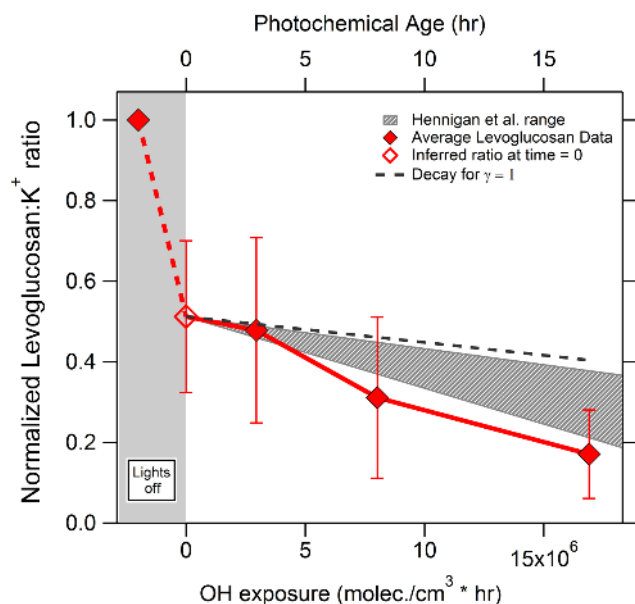 Photochemical Age (hr)
0 5 10 15
Normalized Levoglucosan:K⁺ ratio
1.0
0.8
0.6
0.4
0.2
0.0
Hennigan et al. range
Average Levoglucosan Data
Inferred ratio at time = 0
Decay for γ = 1
Lights
off
0 5 10 15x10⁶
OH exposure (molec./cm³ * hr)